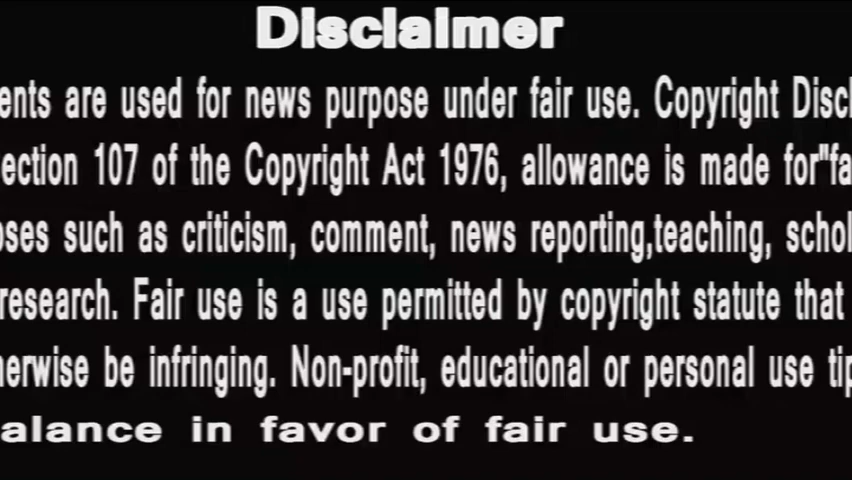 Disclaimer
ents are used for news purpose under fair use. Copyright Discl
ection 107 of the Copyright Act 1976, allowance is made for"fa
oses such as criticism, comment, news reporting,teaching, schol
research. Fair use is a use permitted by copyright statute that
herwise be infringing. Non-profit, educational or personal use tip
alance in favor of fair use.